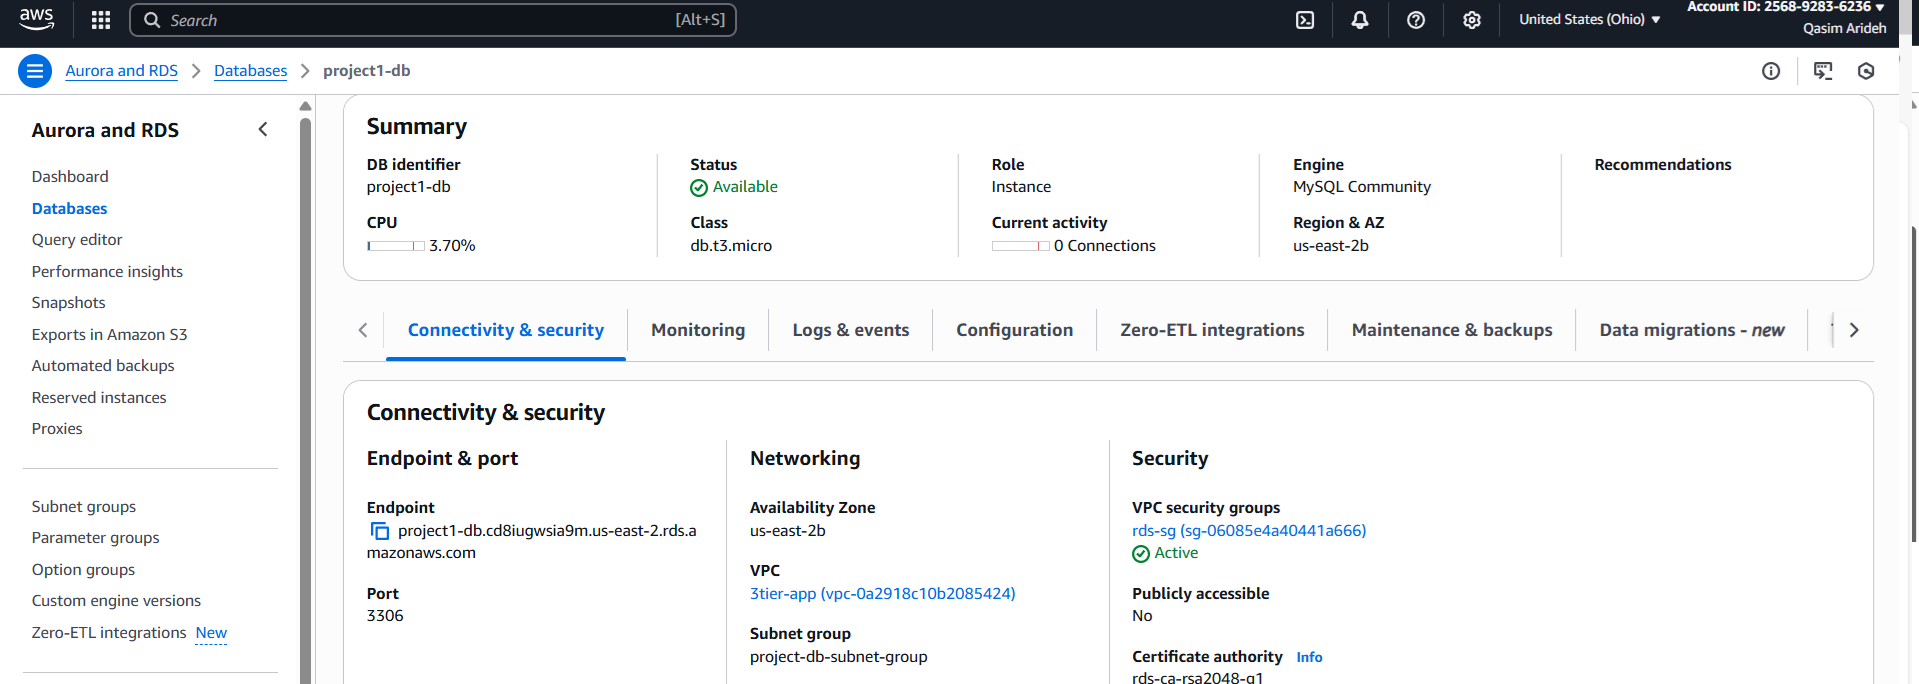 aws
Search
[Alt+S]
United States (Ohio)
Account ID: 2568-9283-6236
Qasim Arideh
Aurora and RDS
Databases
project1-db
Aurora and RDS
Dashboard
Databases
Query editor
Performance insights
Snapshots
Exports in Amazon S3
Automated backups
Reserved instances
Proxies
Subnet groups
Parameter groups
Option groups
Custom engine versions
Zero-ETL integrations New
Summary
DB identifier
project1-db
CPU
3.70%
Status
Available
Class
db.t3.micro
Role
Instance
Current activity
0 Connections
Engine
MySQL Community
Region & AZ
us-east-2b
Recommendations
Connectivity & security
Monitoring
Logs & events
Configuration
Zero-ETL integrations
Maintenance & backups
Data migrations - new
Connectivity & security
Endpoint & port
Endpoint
project1-db.cd8iugwsia9m.us-east-2.rds.a
mazonaws.com
Port
3306
Networking
Availability Zone
us-east-2b
VPC
3tier-app (vpc-0a2918c10b2085424)
Subnet group
project-db-subnet-group
Security
VPC security groups
rds-sg (sg-06085e4a40441a666)
Active
Publicly accessible
No
Certificate authority Info
rds-ca-rsa2048-g1